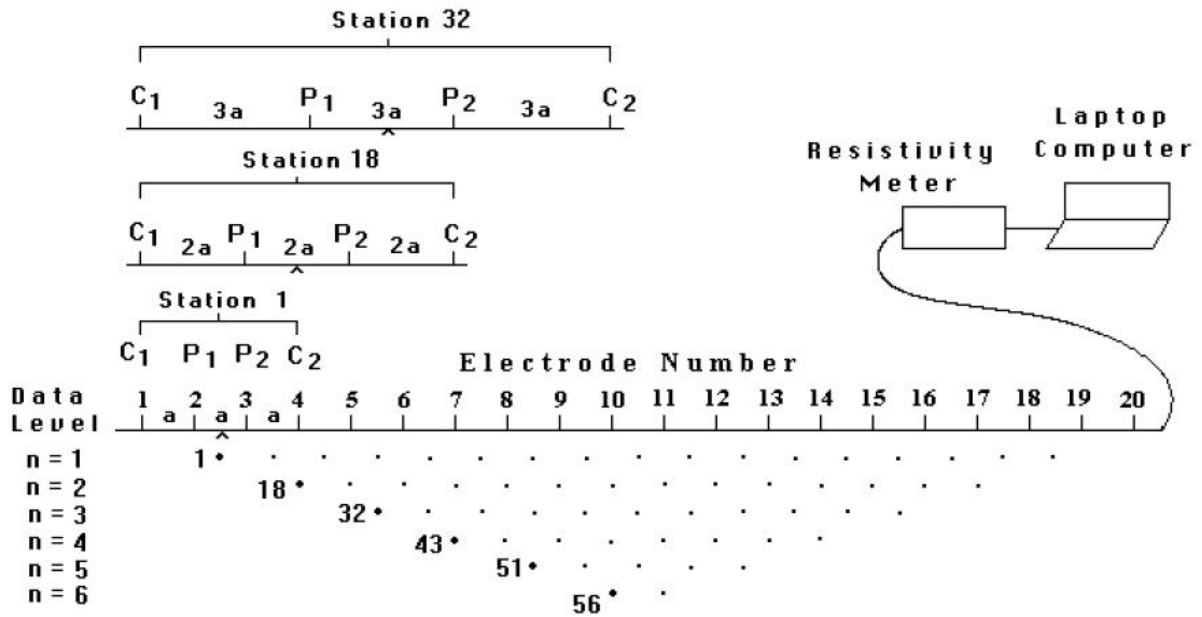 Station 32
C1 3a P1 3a P2 3a C2
Station 18
C1 2a P1 2a P2 2a C2
Station 1
C1 P1 P2 C2
Resistivity Meter
Laptop Computer
Electrode Number
Data Level
1 2 3 4 5 6 7 8 9 10 11 12 13 14 15 16 17 18 19 20
a a a
n = 1 1
n = 2 18
n = 3 32
n = 4 43
n = 5 51
n = 6 56